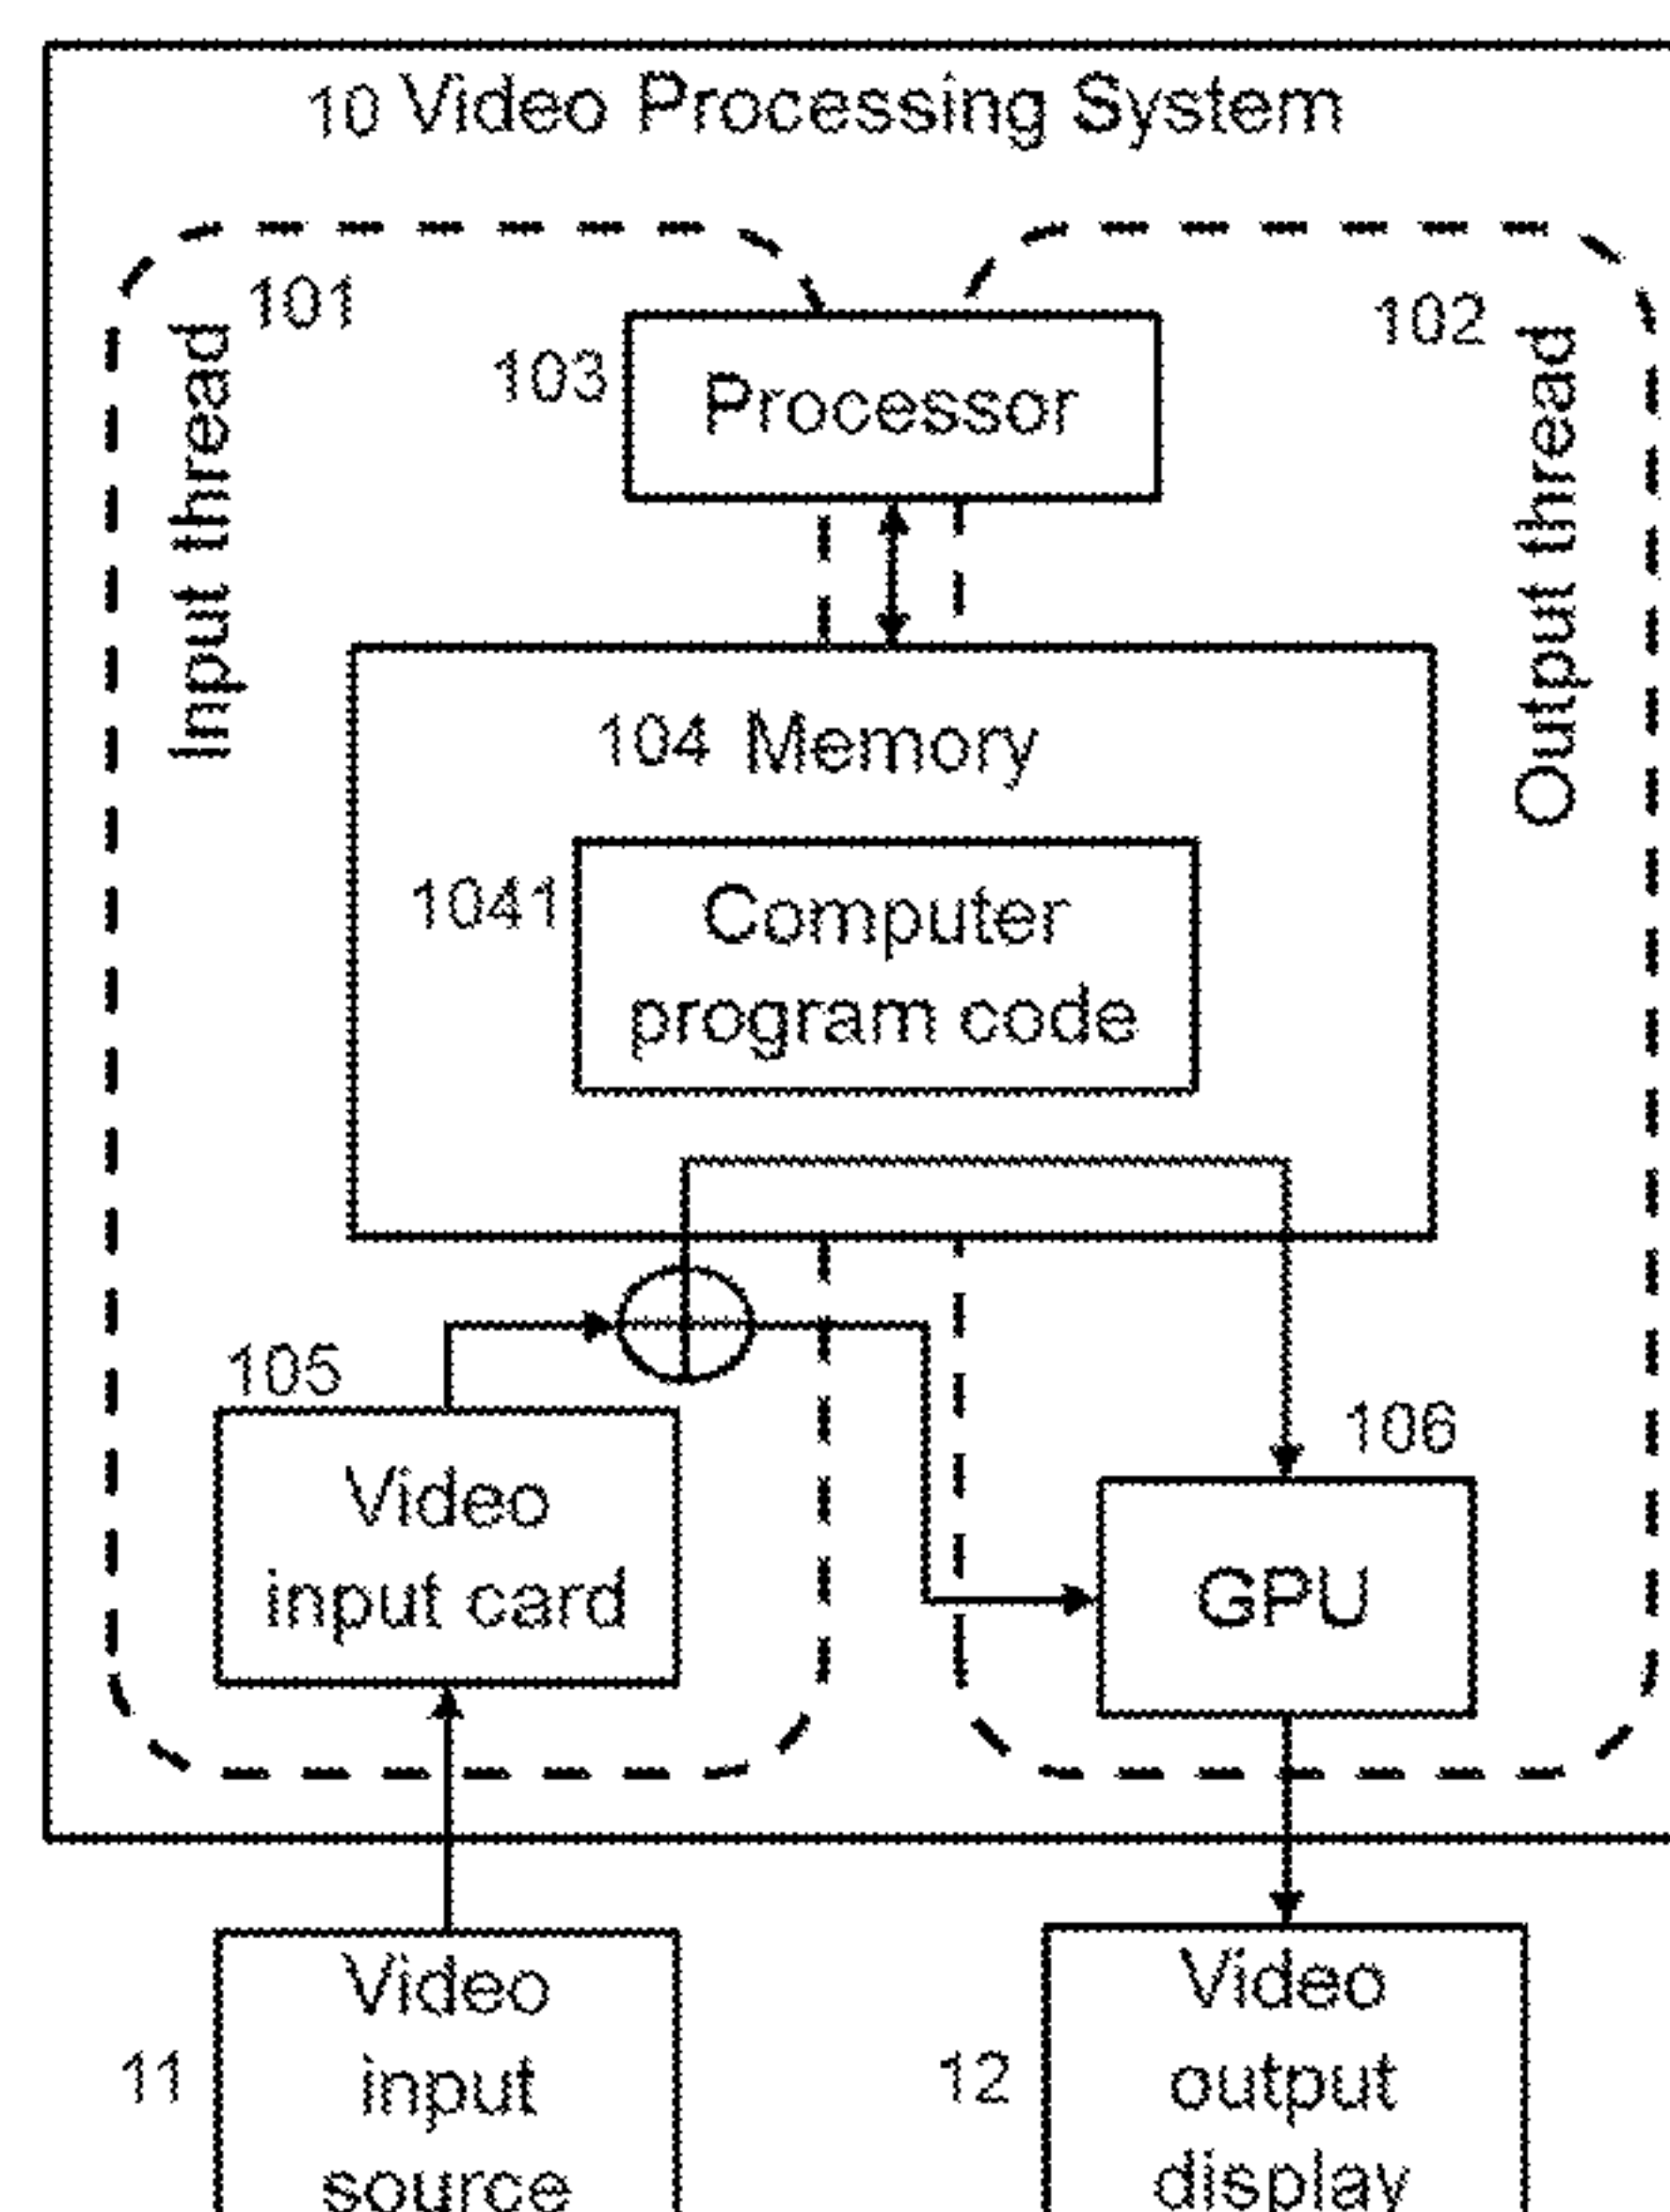 10 Video Processing System
101
102
Input thread
Output thread
103
Processor
104 Memory
1041
Computer
program code
105
106
Video
input card
GPU
11
Video
input
source
12
Video
output
display